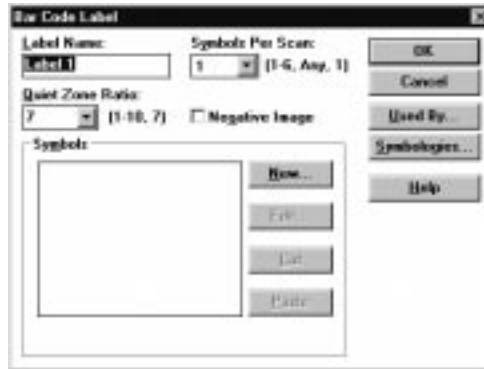 Bar Code Label
Label Name:
Label 1
Symbols Per Scan:
1 (1-6, Any, 1)
Quiet Zone Ratio:
7 (1-10, 7)
Negative Image
Symbols
New...
Edit...
Cut
Paste
OK
Cancel
Used By...
Symbologies...
Help